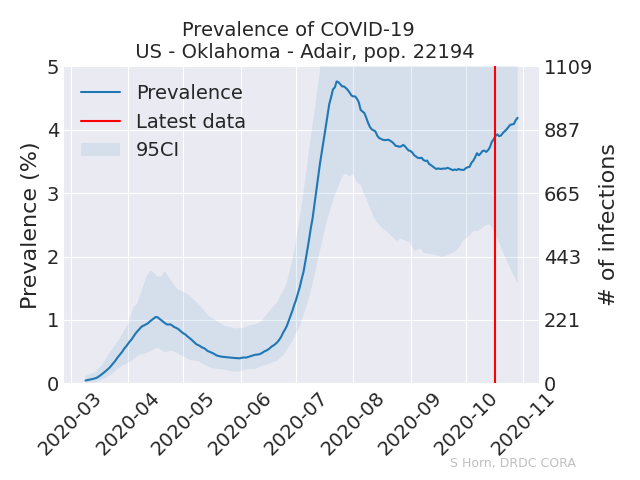 Prevalence of COVID-19
US - Oklahoma - Adair, pop. 22194
Prevalence
Latest data
95CI
Prevalence (%)
5
4
3
2
1
0
1109
887
665
443
221
0
# of infections
2020-03
2020-04
2020-05
2020-06
2020-07
2020-08
2020-09
2020-10
2020-11
S Horn, DRDC CORA